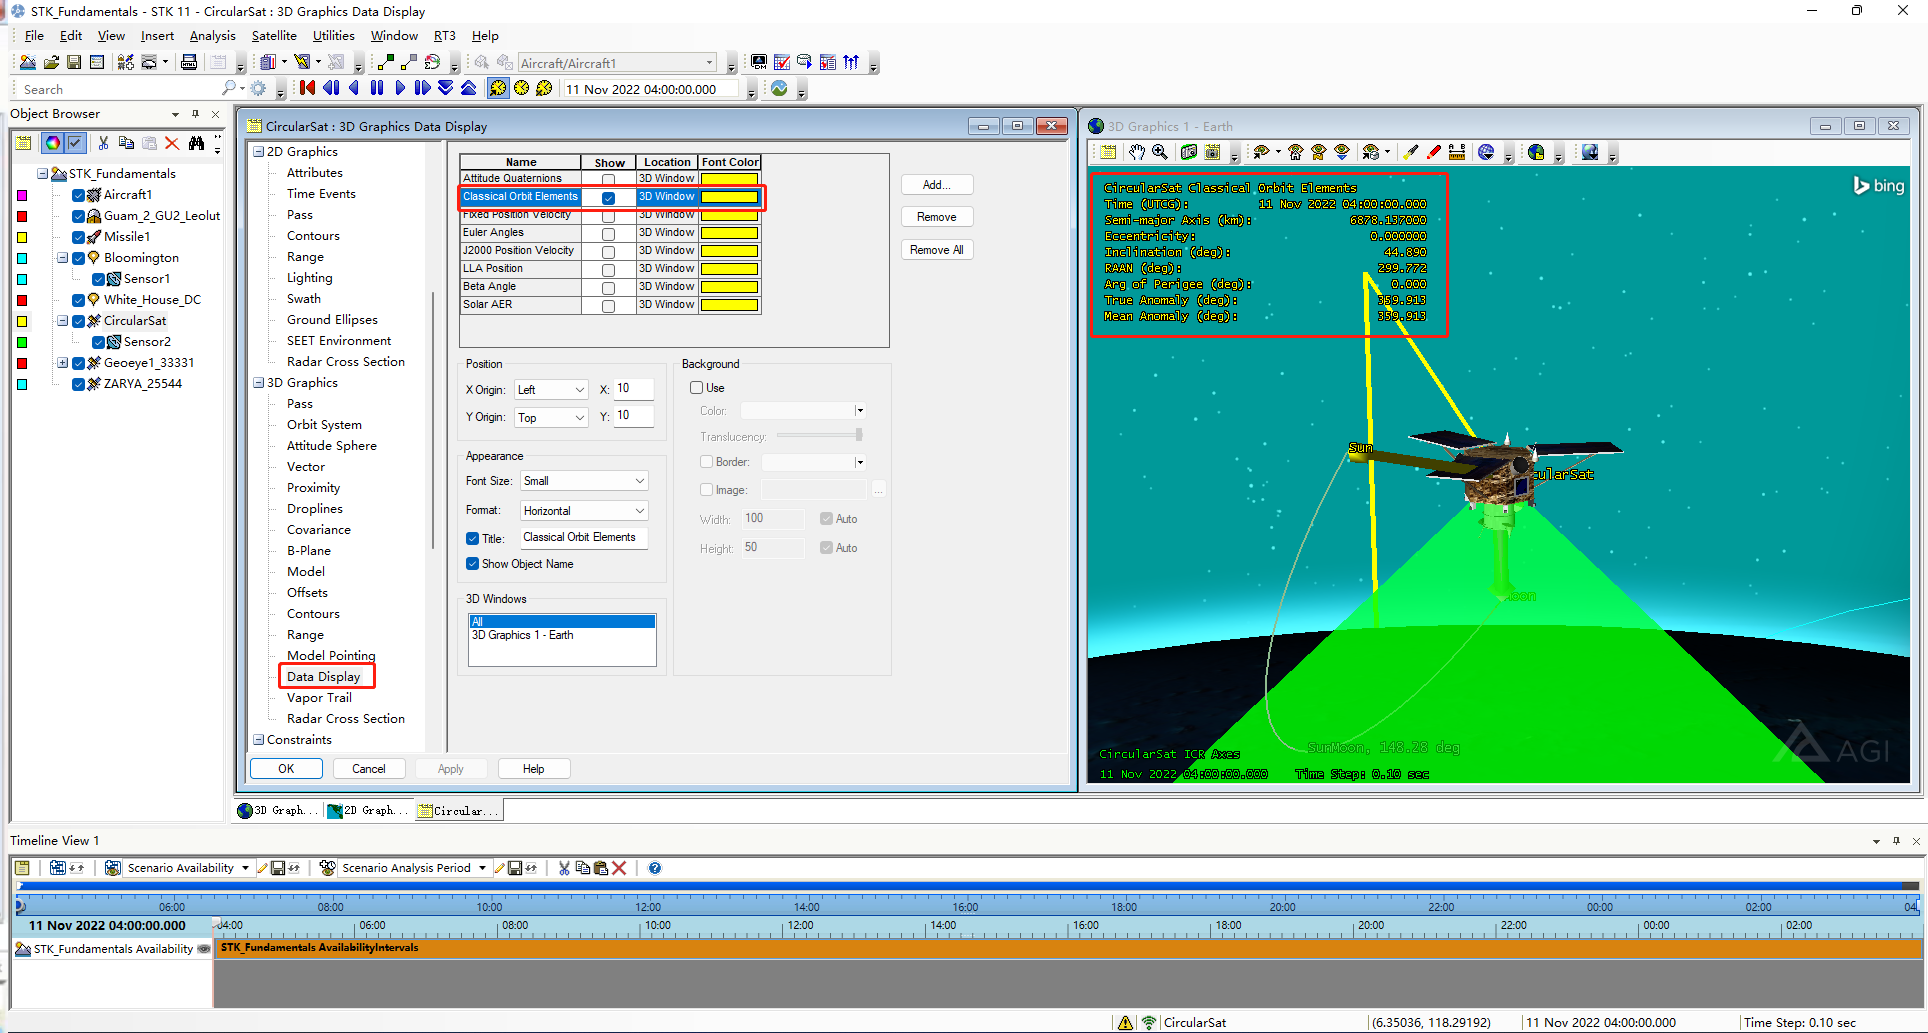 STK_Fundamentals - STK 11 - CircularSat : 3D Graphics Data Display
File Edit View Insert Analysis Satellite Utilities Window RT3 Help
Aircraft/Aircraft1
Search
11 Nov 2022 04:00:00.000
Object Browser
STK_Fundamentals
Aircraft1
Guam_2_GU2_Leolut
Missile1
Bloomington
Sensor1
White_House_DC
CircularSat
Sensor2
Geoeye1_33331
ZARYA_25544
CircularSat : 3D Graphics Data Display
2D Graphics
Attributes
Time Events
Pass
Contours
Range
Lighting
Swath
Ground Ellipses
SEET Environment
Radar Cross Section
3D Graphics
Pass
Orbit System
Attitude Sphere
Vector
Proximity
Droplines
Covariance
B-Plane
Model
Offsets
Contours
Range
Model Pointing
Data Display
Vapor Trail
Radar Cross Section
Constraints
Name Show Location Font Color
Attitude Quaternions 3D Window
Classical Orbit Elements 3D Window
Fixed Position Velocity 3D Window
Euler Angles 3D Window
J2000 Position Velocity 3D Window
LLA Position 3D Window
Beta Angle 3D Window
Solar AER 3D Window
Add...
Remove
Remove All
Position
X Origin: Left X: 10
Y Origin: Top Y: 10
Appearance
Font Size: Small
Format: Horizontal
Title: Classical Orbit Elements
Show Object Name
3D Windows
All
3D Graphics 1 - Earth
Background
Use
Color:
Translucency:
Border:
Image: ...
Width: 100 Auto
Height: 50 Auto
OK Cancel Apply Help
3D Graphics 1 - Earth
CircularSat Classical Orbit Elements
Time (UTCG): 11 Nov 2022 04:00:00.000
Semi-major Axis (km): 6878.137000
Eccentricity: 0.000000
Inclination (deg): 44.890
RAAN (deg): 299.772
Arg of Perigee (deg): 0.000
True Anomaly (deg): 359.913
Mean Anomaly (deg): 359.913
bing
Sun
cularSat
Moon
SunMoon, 148.28 deg
CircularSat ICR Axes
11 Nov 2022 04:00:00.000 Time Step: 0.10 sec
AGI
3D Graph... 2D Graph... Circular...
Timeline View 1
Scenario Availability Scenario Analysis Period
06:00 08:00 10:00 12:00 14:00 16:00 18:00 20:00 22:00 00:00 02:00 04
11 Nov 2022 04:00:00.000 04:00 06:00 08:00 10:00 12:00 14:00 16:00 18:00 20:00 22:00 00:00 02:00
STK_Fundamentals Availability STK_Fundamentals AvailabilityIntervals
CircularSat (6.35036, 118.29192) 11 Nov 2022 04:00:00.000 Time Step: 0.10 sec